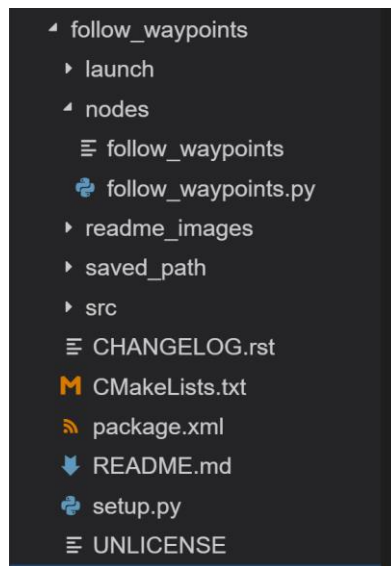 follow_waypoints
launch
nodes
follow_waypoints
follow_waypoints.py
readme_images
saved_path
src
CHANGELOG.rst
CMakeLists.txt
package.xml
README.md
setup.py
UNLICENSE